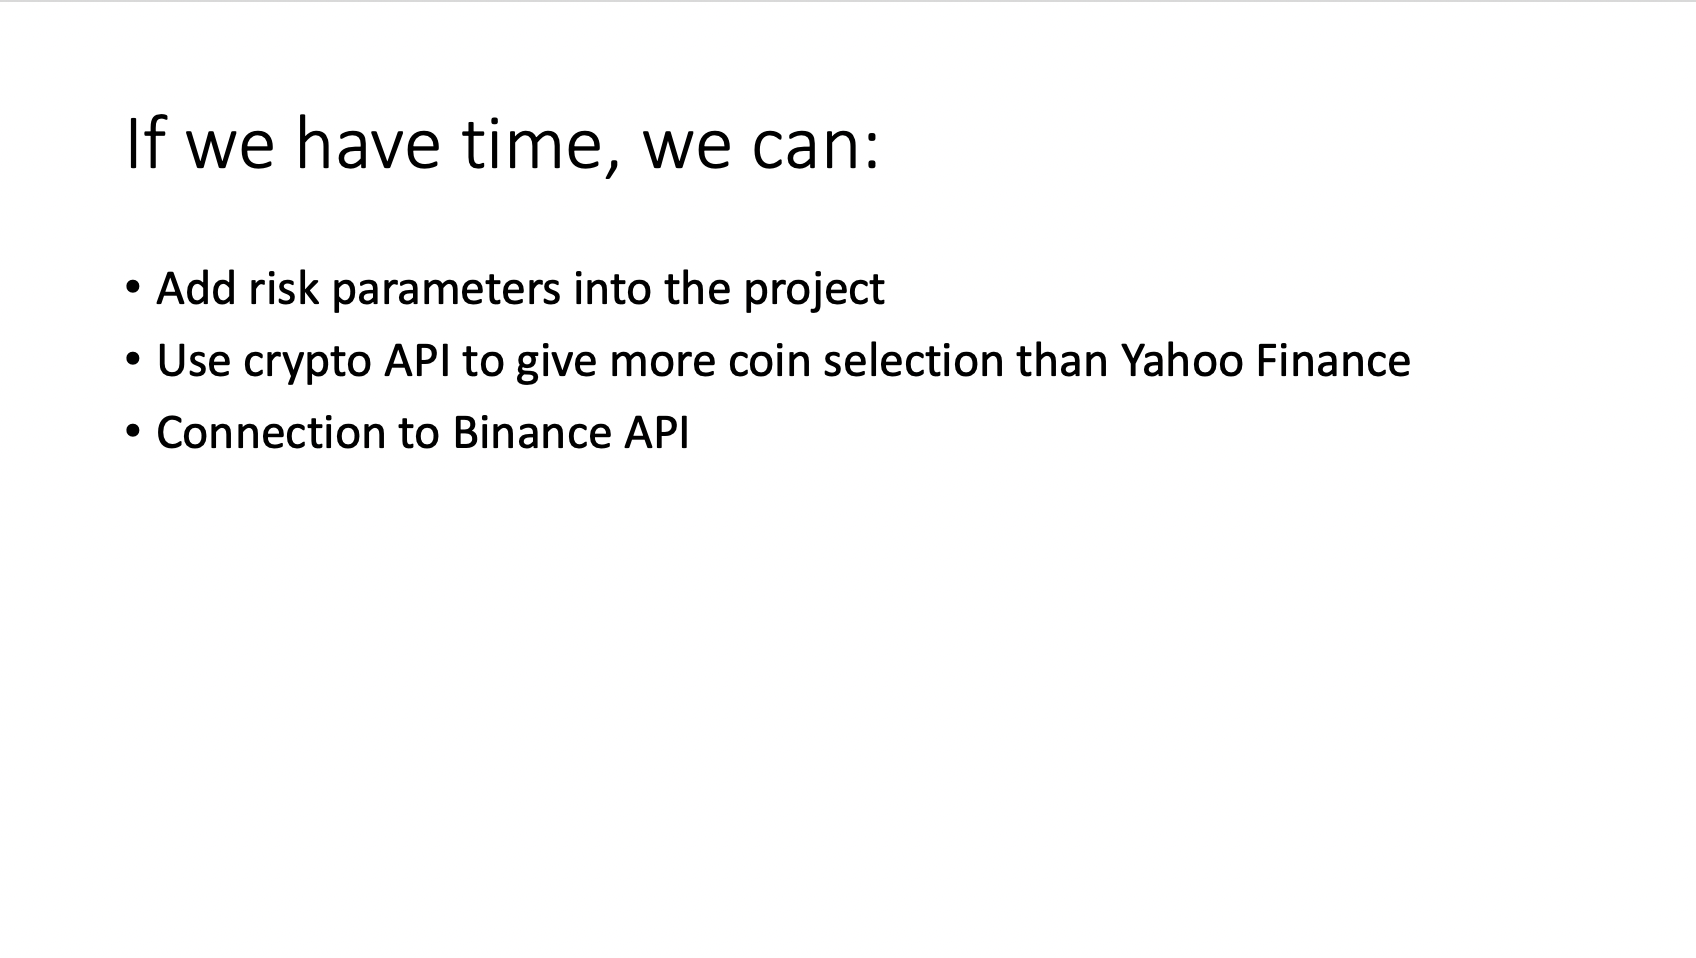 If we have time, we can:
• Add risk parameters into the project
• Use crypto API to give more coin selection than Yahoo Finance
• Connection to Binance API